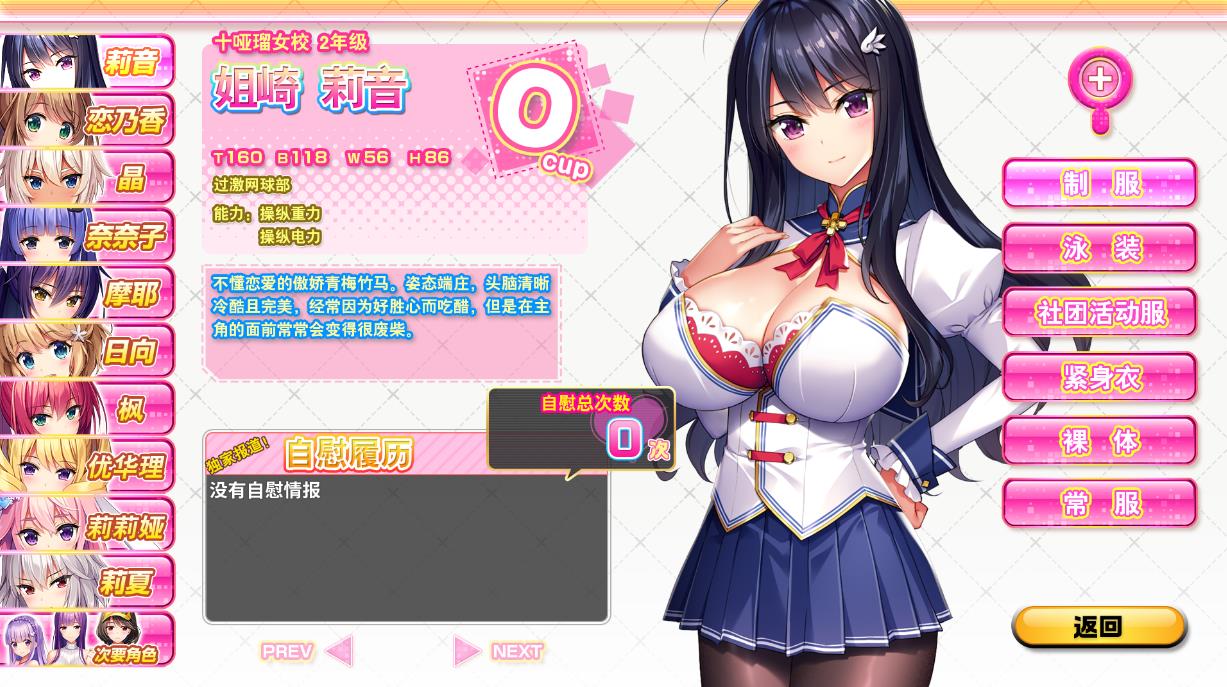 莉音
恋乃香
晶
奈奈子
摩耶
日向
枫
优华理
莉莉娅
莉夏
次要角色
十哑瑠女校 2年级
姐崎 莉音
O
cup
T160 B118 W56 H86
过激网球部
能力：操纵重力
操纵电力
不懂恋爱的傲娇青梅竹马。姿态端庄，头脑清晰
冷酷且完美，经常因为好胜心而吃醋，但是在主
角的面前常常会变得很废柴。
自慰总次数
0次
独家报道！
自慰履历
没有自慰情报
PREV
NEXT
制服
泳装
社团活动服
紧身衣
裸体
常服
返回